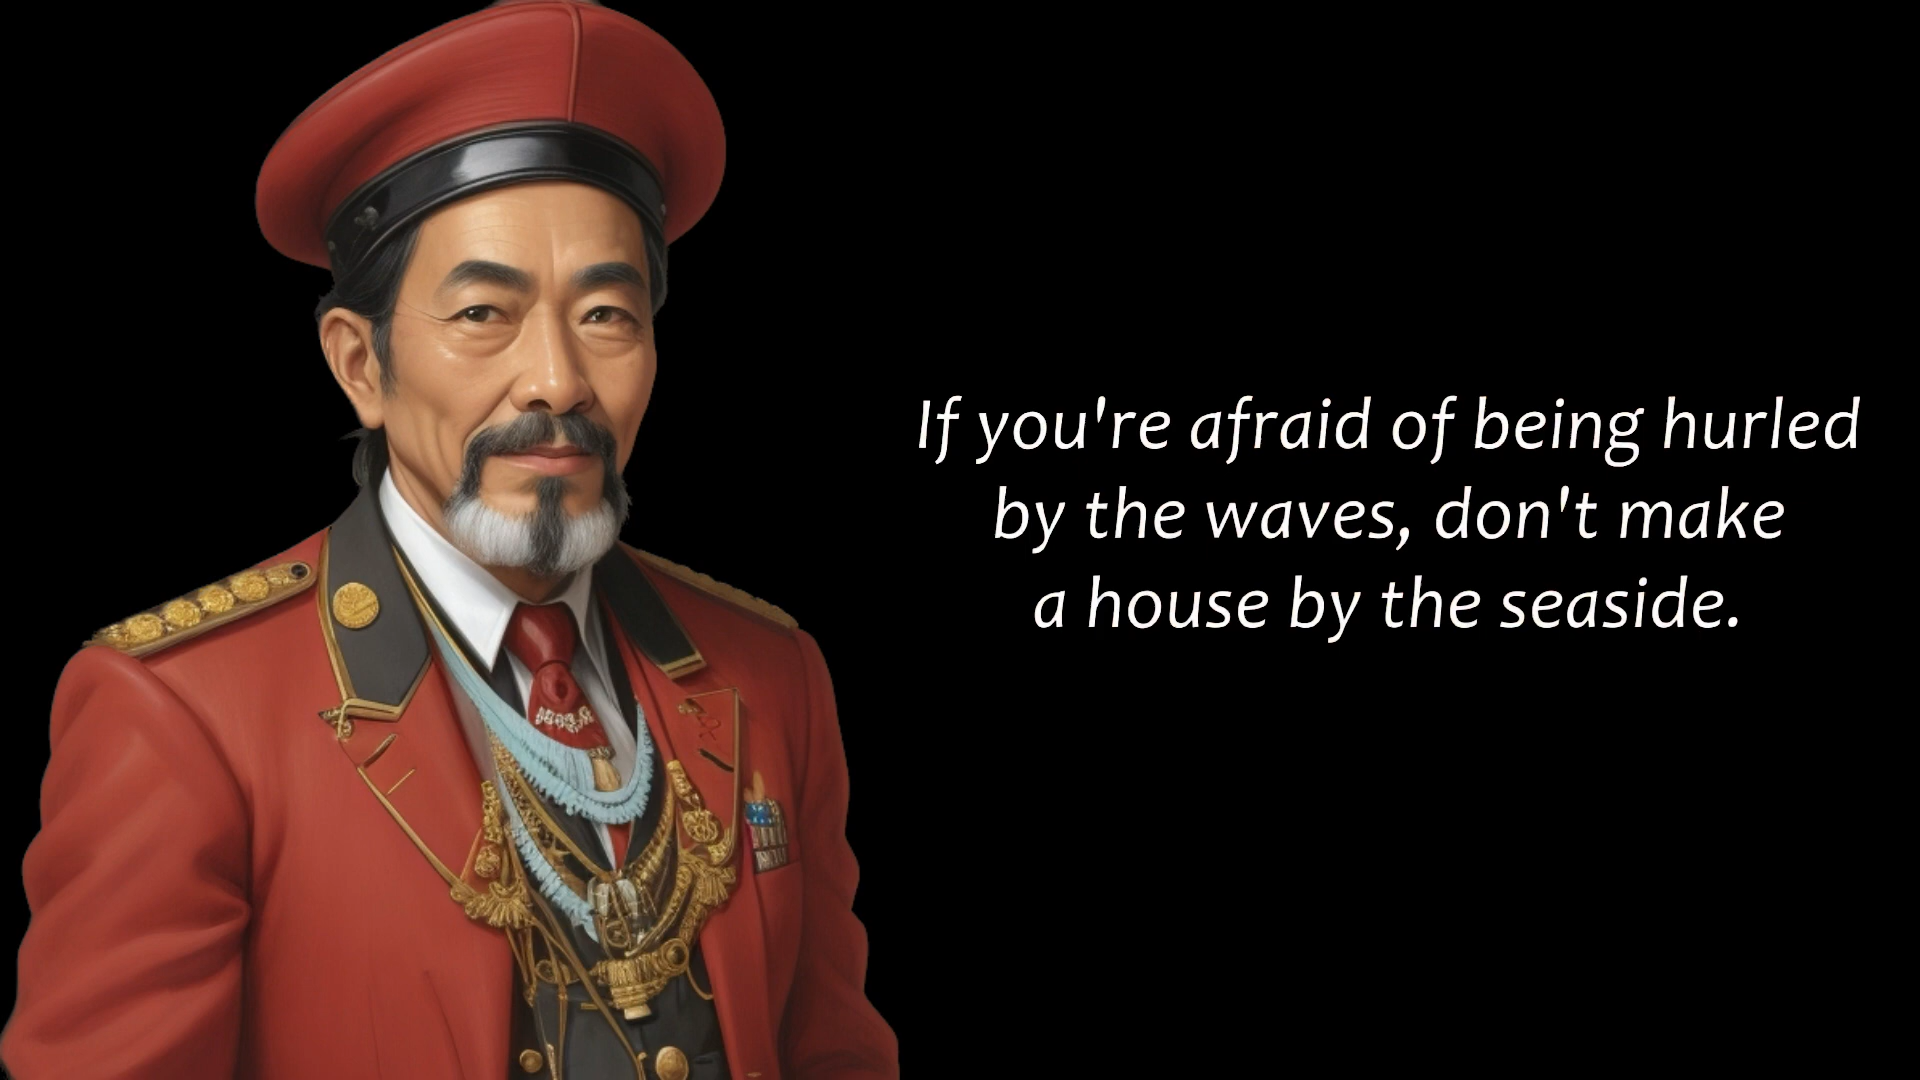 If you're afraid of being hurled
by the waves, don't make
a house by the seaside.